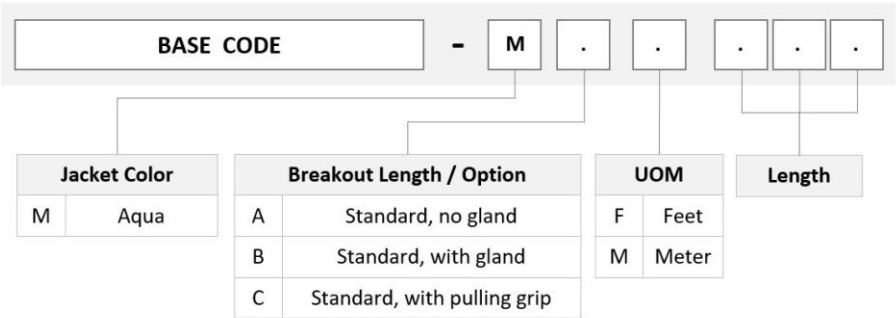 BASE CODE - M . . . . .
Jacket Color Breakout Length / Option UOM Length
M Aqua A Standard, no gland F Feet
B Standard, with gland M Meter
C Standard, with pulling grip